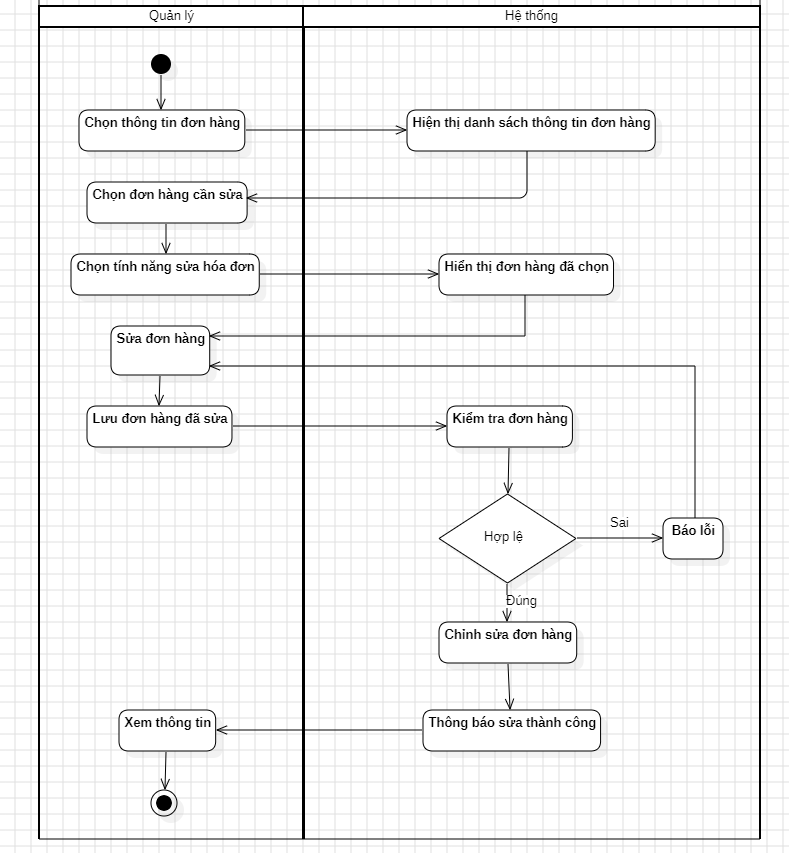 Quản lý
Hệ thống
Chọn thông tin đơn hàng
Hiện thị danh sách thông tin đơn hàng
Chọn đơn hàng cần sửa
Chọn tính năng sửa hóa đơn
Hiển thị đơn hàng đã chọn
Sửa đơn hàng
Lưu đơn hàng đã sửa
Kiểm tra đơn hàng
Hợp lệ
Sai
Báo lỗi
Đúng
Chỉnh sửa đơn hàng
Xem thông tin
Thông báo sửa thành công